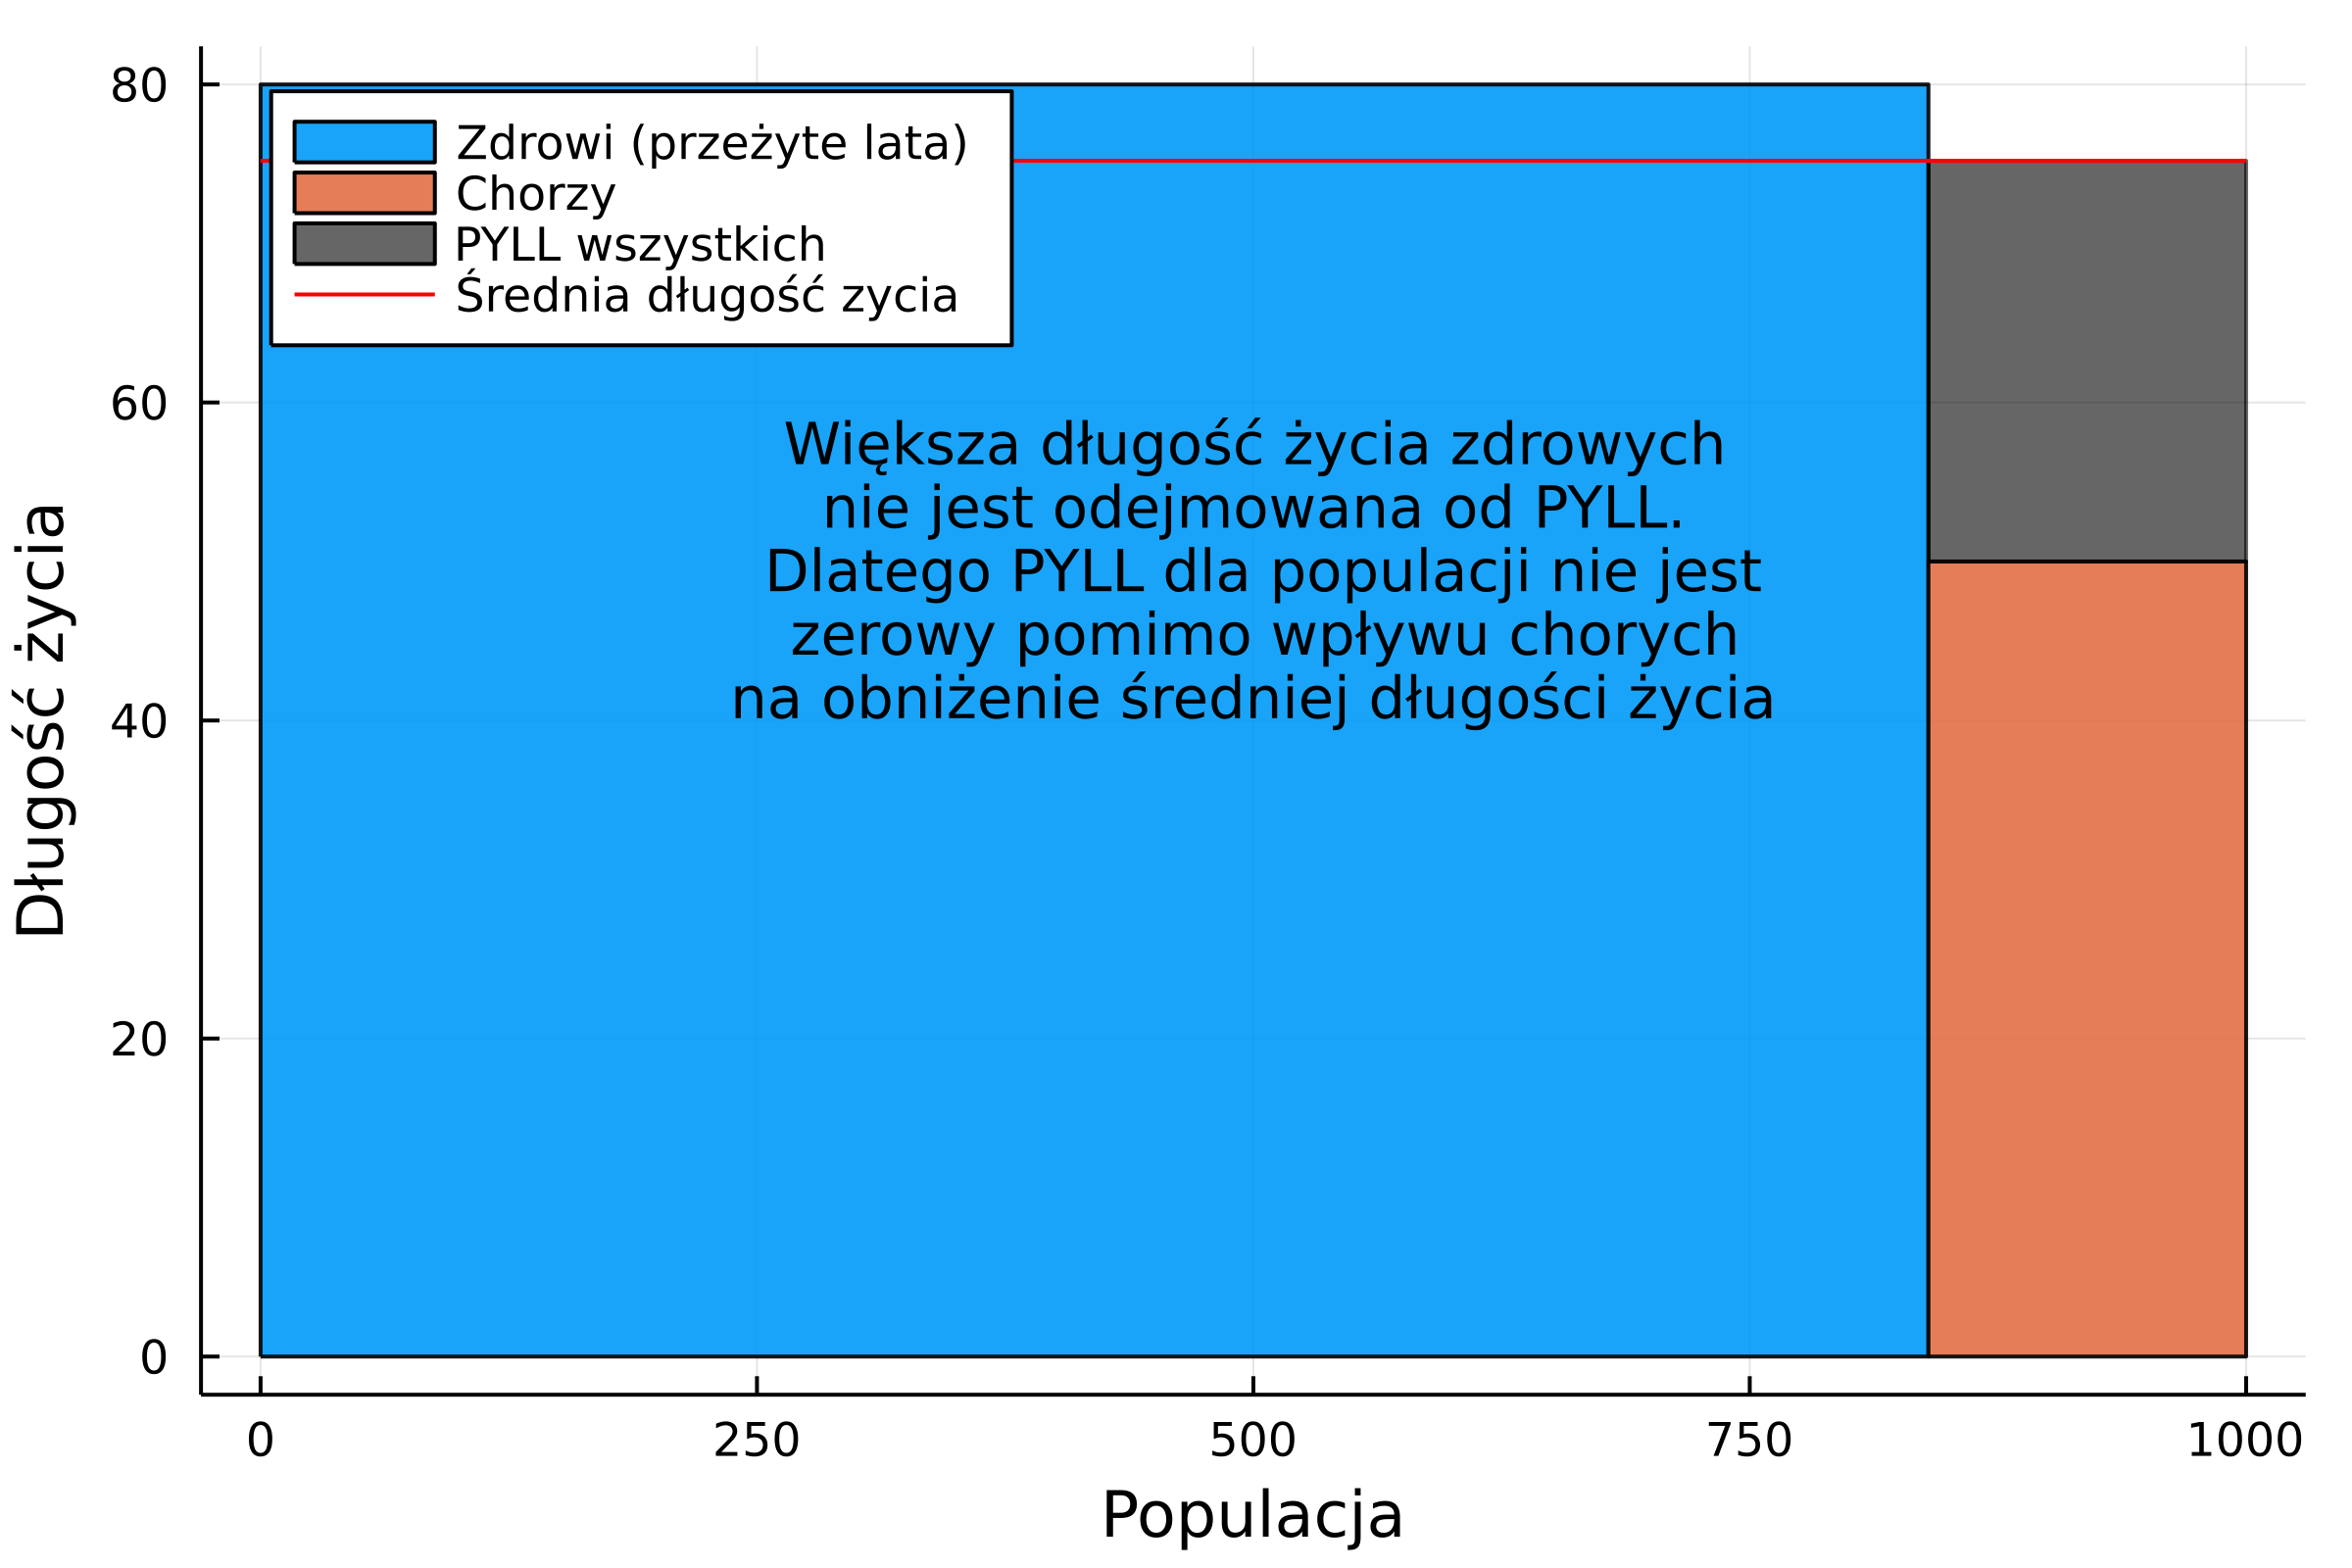 80
60
40
20
0
Długość życia
Zdrowi (przeżyte lata)
Chorzy
PYLL wszystkich
Średnia długość zycia
Większa długość życia zdrowych
nie jest odejmowana od PYLL.
Dlatego PYLL dla populacji nie jest
zerowy pomimo wpływu chorych
na obniżenie średniej długości życia
0 250 500 750 1000
Populacja